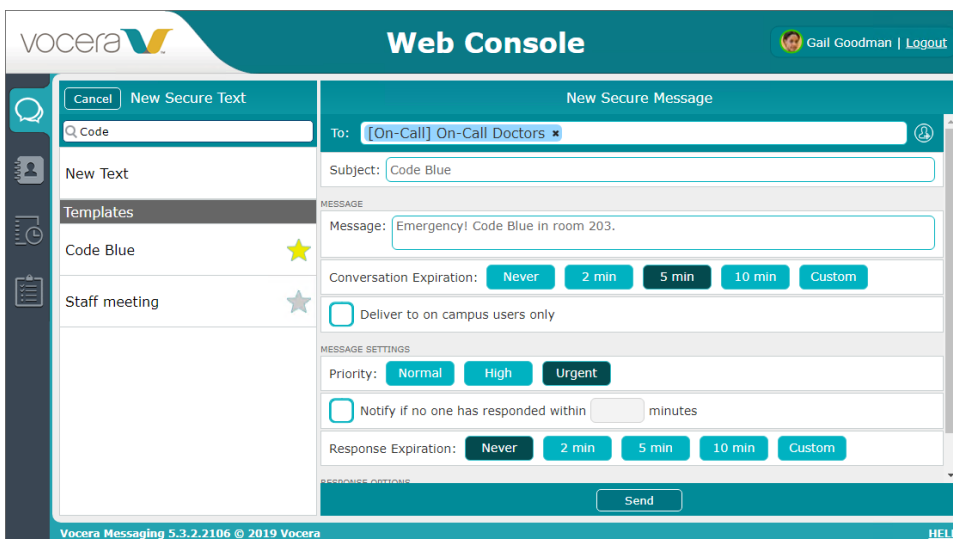 vocera
Web Console
Gail Goodman | Logout
Cancel New Secure Text
Code
New Text
Templates
Code Blue
Staff meeting
New Secure Message
To: [On-Call] On-Call Doctors ×
Subject: Code Blue
MESSAGE
Message: Emergency! Code Blue in room 203.
Conversation Expiration: Never 2 min 5 min 10 min Custom
Deliver to on campus users only
MESSAGE SETTINGS
Priority: Normal High Urgent
Notify if no one has responded within minutes
Response Expiration: Never 2 min 5 min 10 min Custom
RESPONSE OPTIONS
Send
Vocera Messaging 5.3.2.2106 © 2019 Vocera
HEL